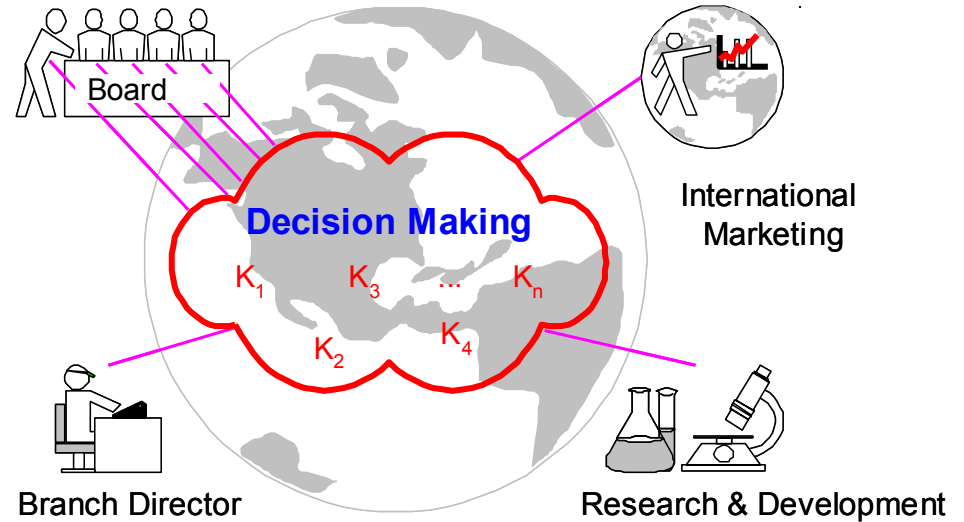 Board
International
Marketing
Decision Making
K1 K3 ... Kn
K2 K4
Branch Director
Research & Development